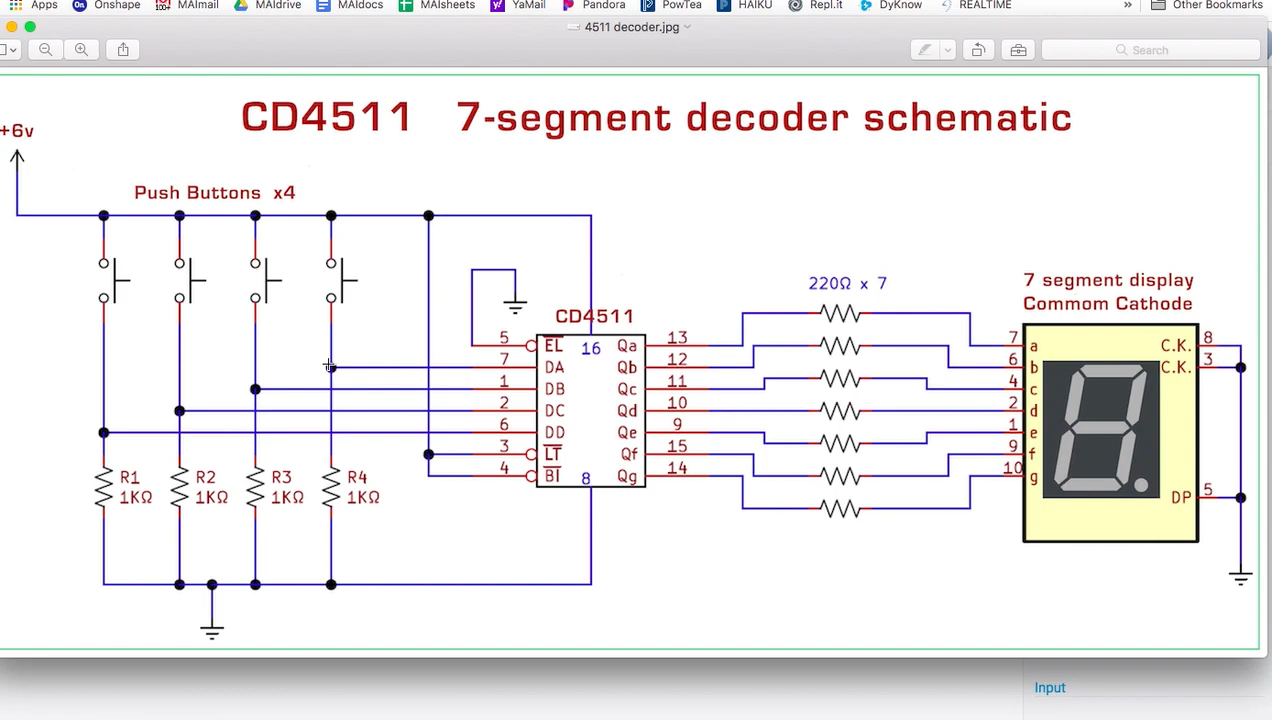 Apps On Onshape 100+ MAImail MAIdrive MAIdocs MAIsheets YaMail Pandora PowTea HAIKU Repl.it DyKnow REALTIME » Other Bookmarks
4511 decoder.jpg
Search
CD4511 7-segment decoder schematic
+6v
Push Buttons x4
220Ω x 7
7 segment display
Commom Cathode
CD4511
5 EL 16 Qa 13
7 DA Qb 12
1 DB Qc 11
2 DC Qd 10
6 DD Qe 9
3 LT Qf 15
4 BI 8 Qg 14
7 a C.K. 8
6 b C.K. 3
4 c
2 d
1 e
9 f
10 g
DP 5
R1 R2 R3 R4
1KΩ 1KΩ 1KΩ 1KΩ
Input